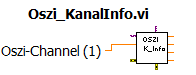 Oszi_KanalInfo.vi
Oszi-Channel (1)
OSZI
K_Info